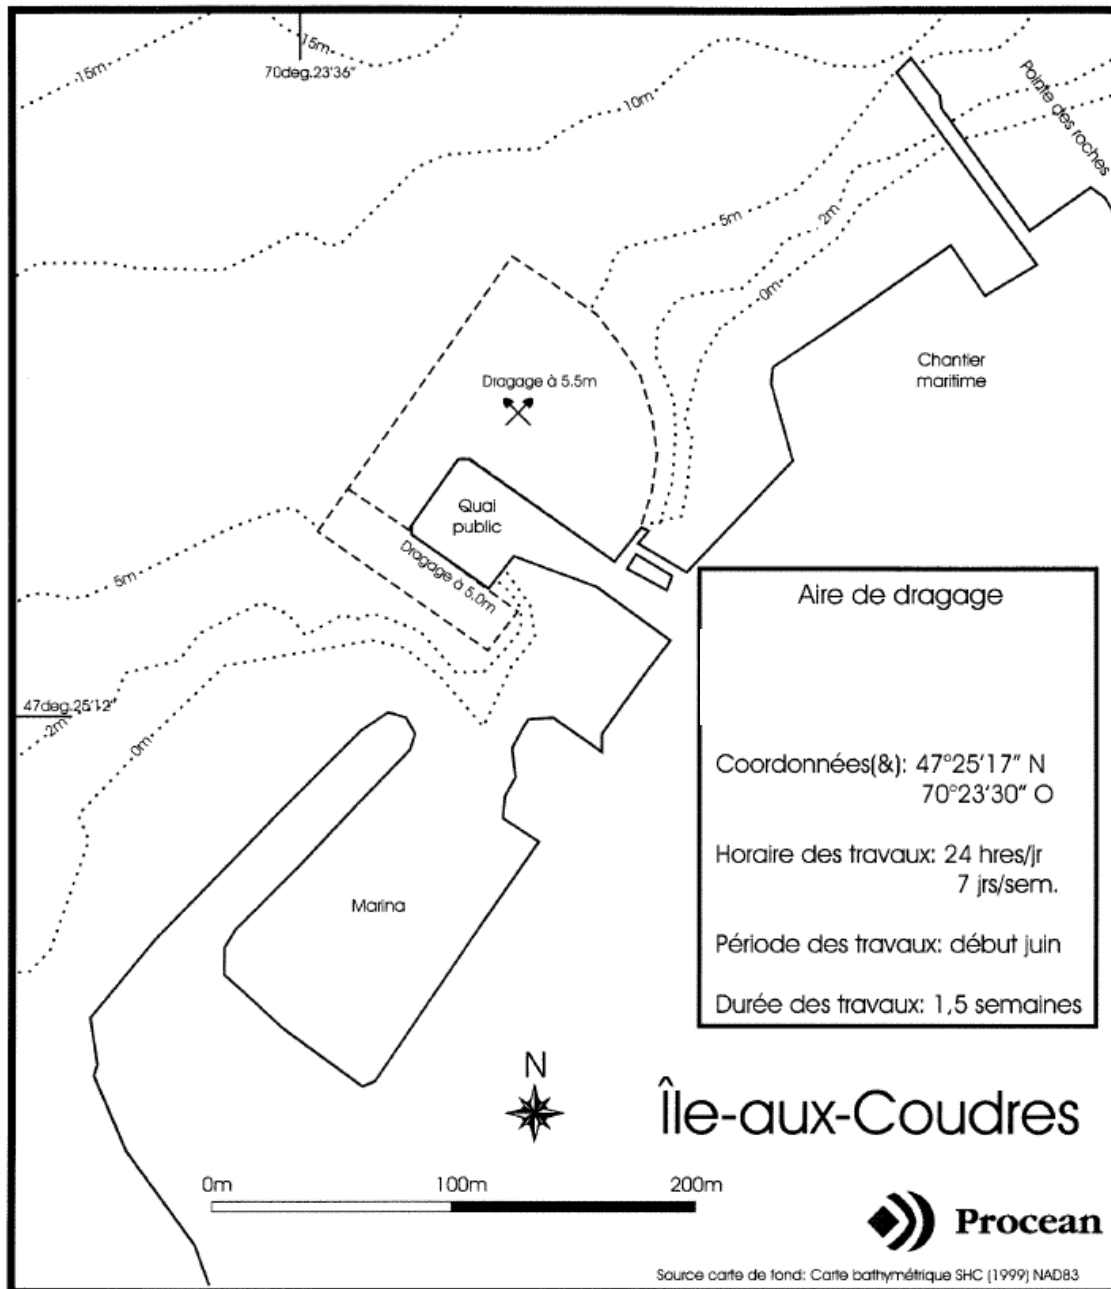 15m
15m
70deg.23'36"
10m
Pointe des roches
5m
2m
0m
Chantier
maritime
Dragage à 5.5m
Quai
public
Dragage à 5.0m
5m
Aire de dragage
47deg.25'12"
2m
0m
Coordonnées(&): 47°25'17" N
70°23'30" O
Horaire des travaux: 24 hres/jr
7 jrs/sem.
Marina
Période des travaux: début juin
Durée des travaux: 1,5 semaines
N
Île-aux-Coudres
0m 100m 200m
Procean
Source carte de fond: Carte bathymétrique SHC (1999) NAD83